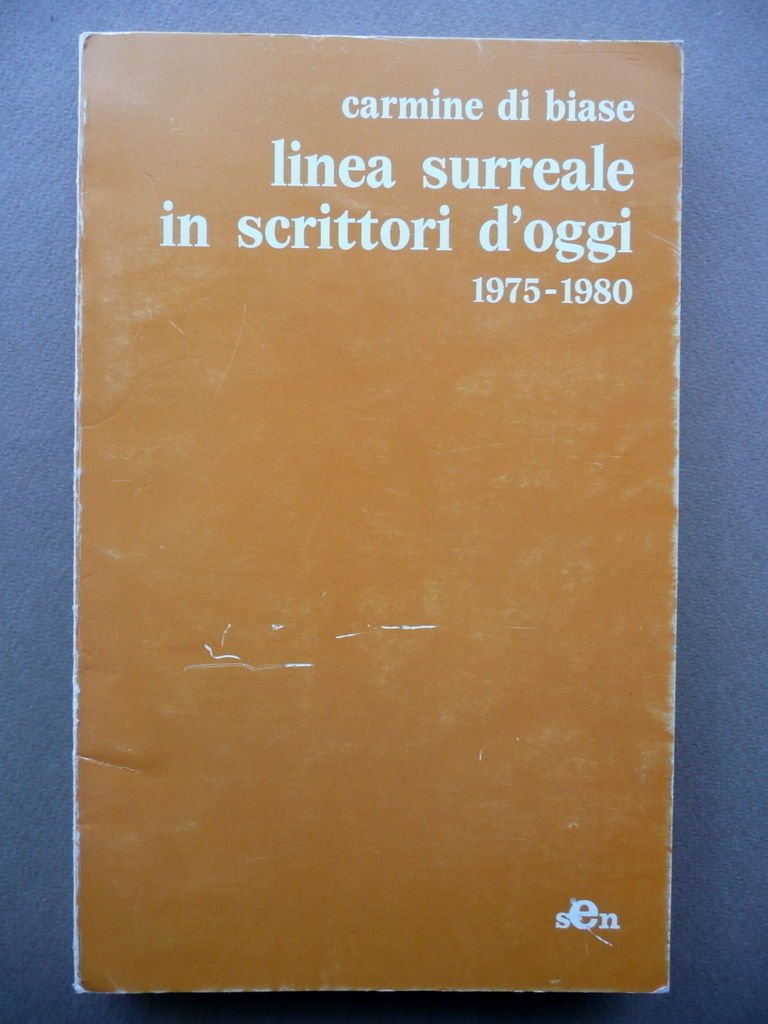 carmine di biase
linea surreale
in scrittori d'oggi
1975-1980
sen